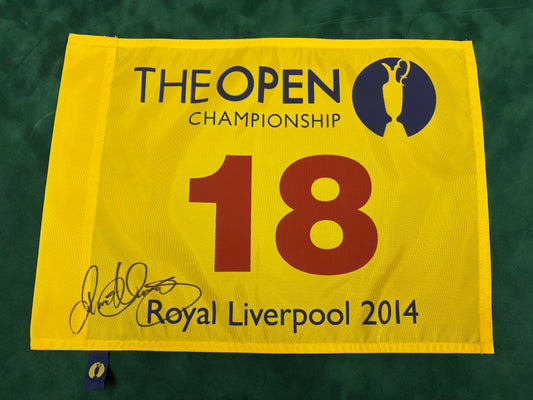 THE OPEN
CHAMPIONSHIP
18
Royal Liverpool 2014